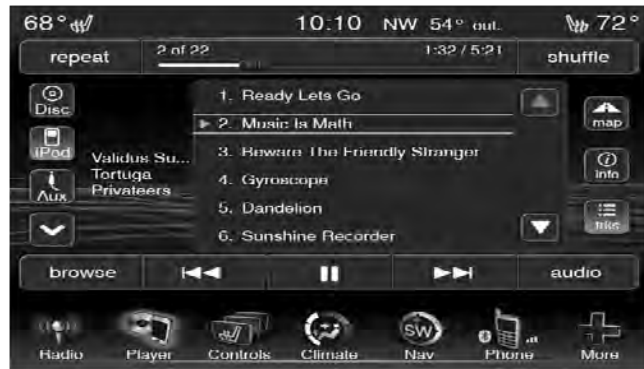 68° 10:10 NW 54° out. 72°
repeat 2 of 22 1:32 / 5:21 shuffle
Disc
iPod
Aux
Validus Su...
Tortuga
Privateers
1. Ready Lets Go
2. Music Is Math
3. Beware The Friendly Stranger
4. Gyroscope
5. Dandelion
6. Sunshine Recorder
map
info
trks
browse audio
SW
Radio Player Controls Climate Nav Phone More